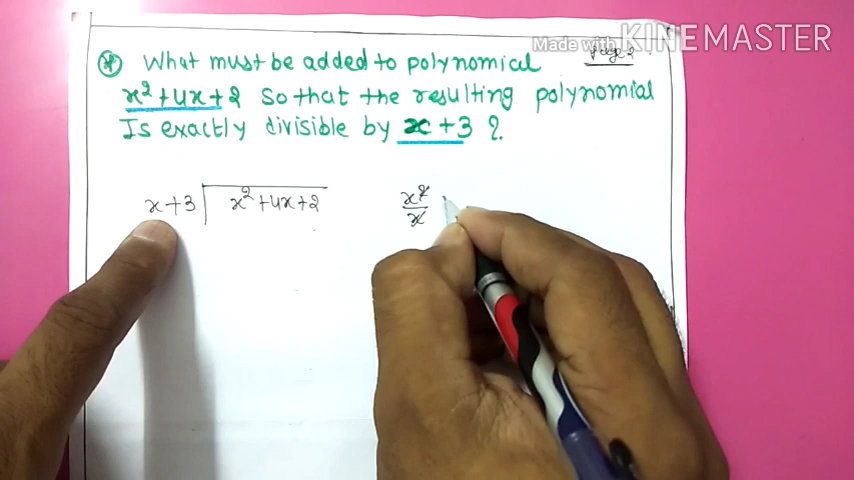 Made with KINEMASTER
What must be added to polynomial
x²+4x+2 so that the resulting polynomial
Is exactly divisible by x+3 ?.
x+3 x²+4x+2
x²
x